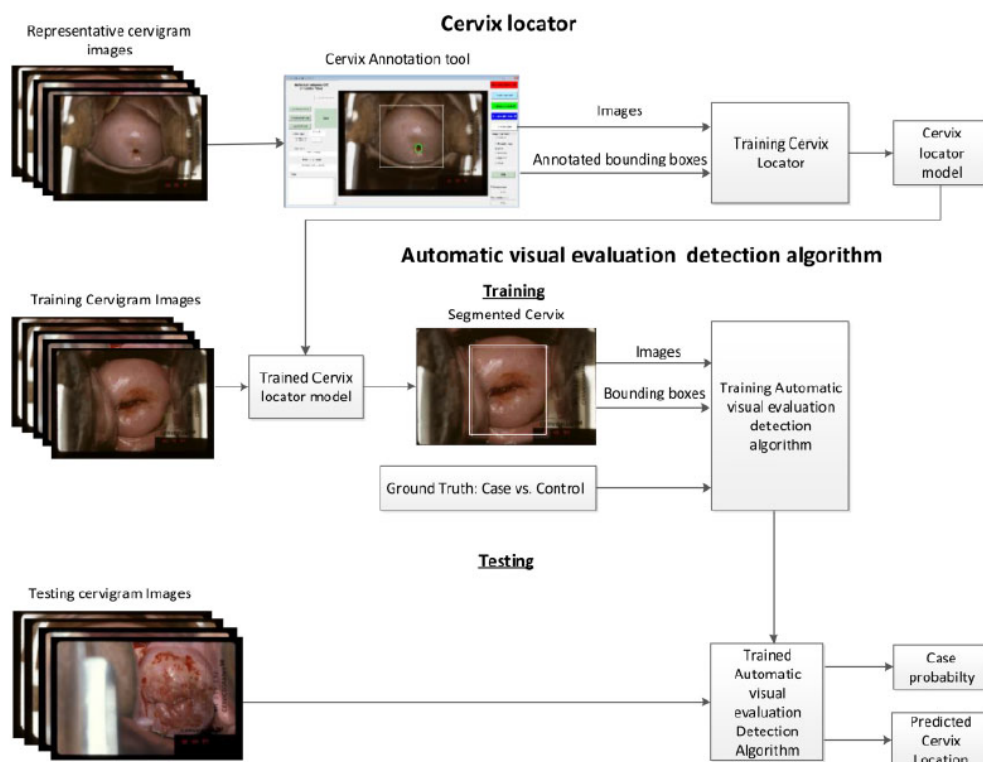 Cervix locator
Representative cervigram
images
Cervix Annotation tool
Images
Annotated bounding boxes
Training Cervix
Locator
Cervix
locator
model
Automatic visual evaluation detection algorithm
Training
Training Cervigram Images
Segmented Cervix
Trained Cervix
locator model
Images
Bounding boxes
Training Automatic
visual evaluation
detection
algorithm
Ground Truth: Case vs. Control
Testing
Testing cervigram Images
Trained
Automatic
visual
evaluation
Detection
Algorithm
Case
probabilty
Predicted
Cervix
Location